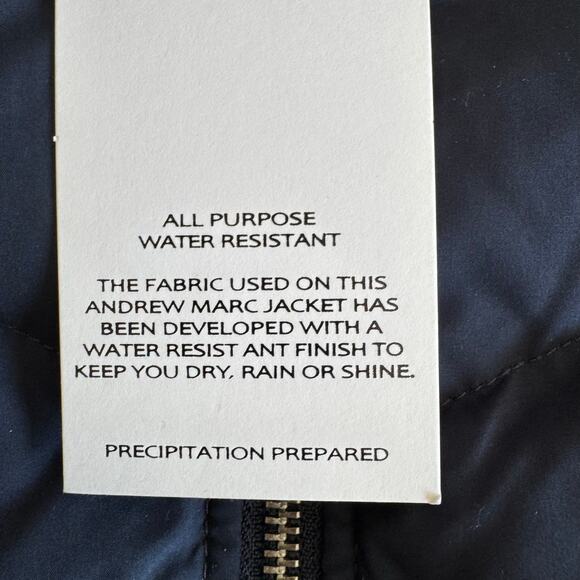 ALL PURPOSE
WATER RESISTANT
THE FABRIC USED ON THIS
ANDREW MARC JACKET HAS
BEEN DEVELOPED WITH A
WATER RESIST ANT FINISH TO
KEEP YOU DRY, RAIN OR SHINE.
PRECIPITATION PREPARED